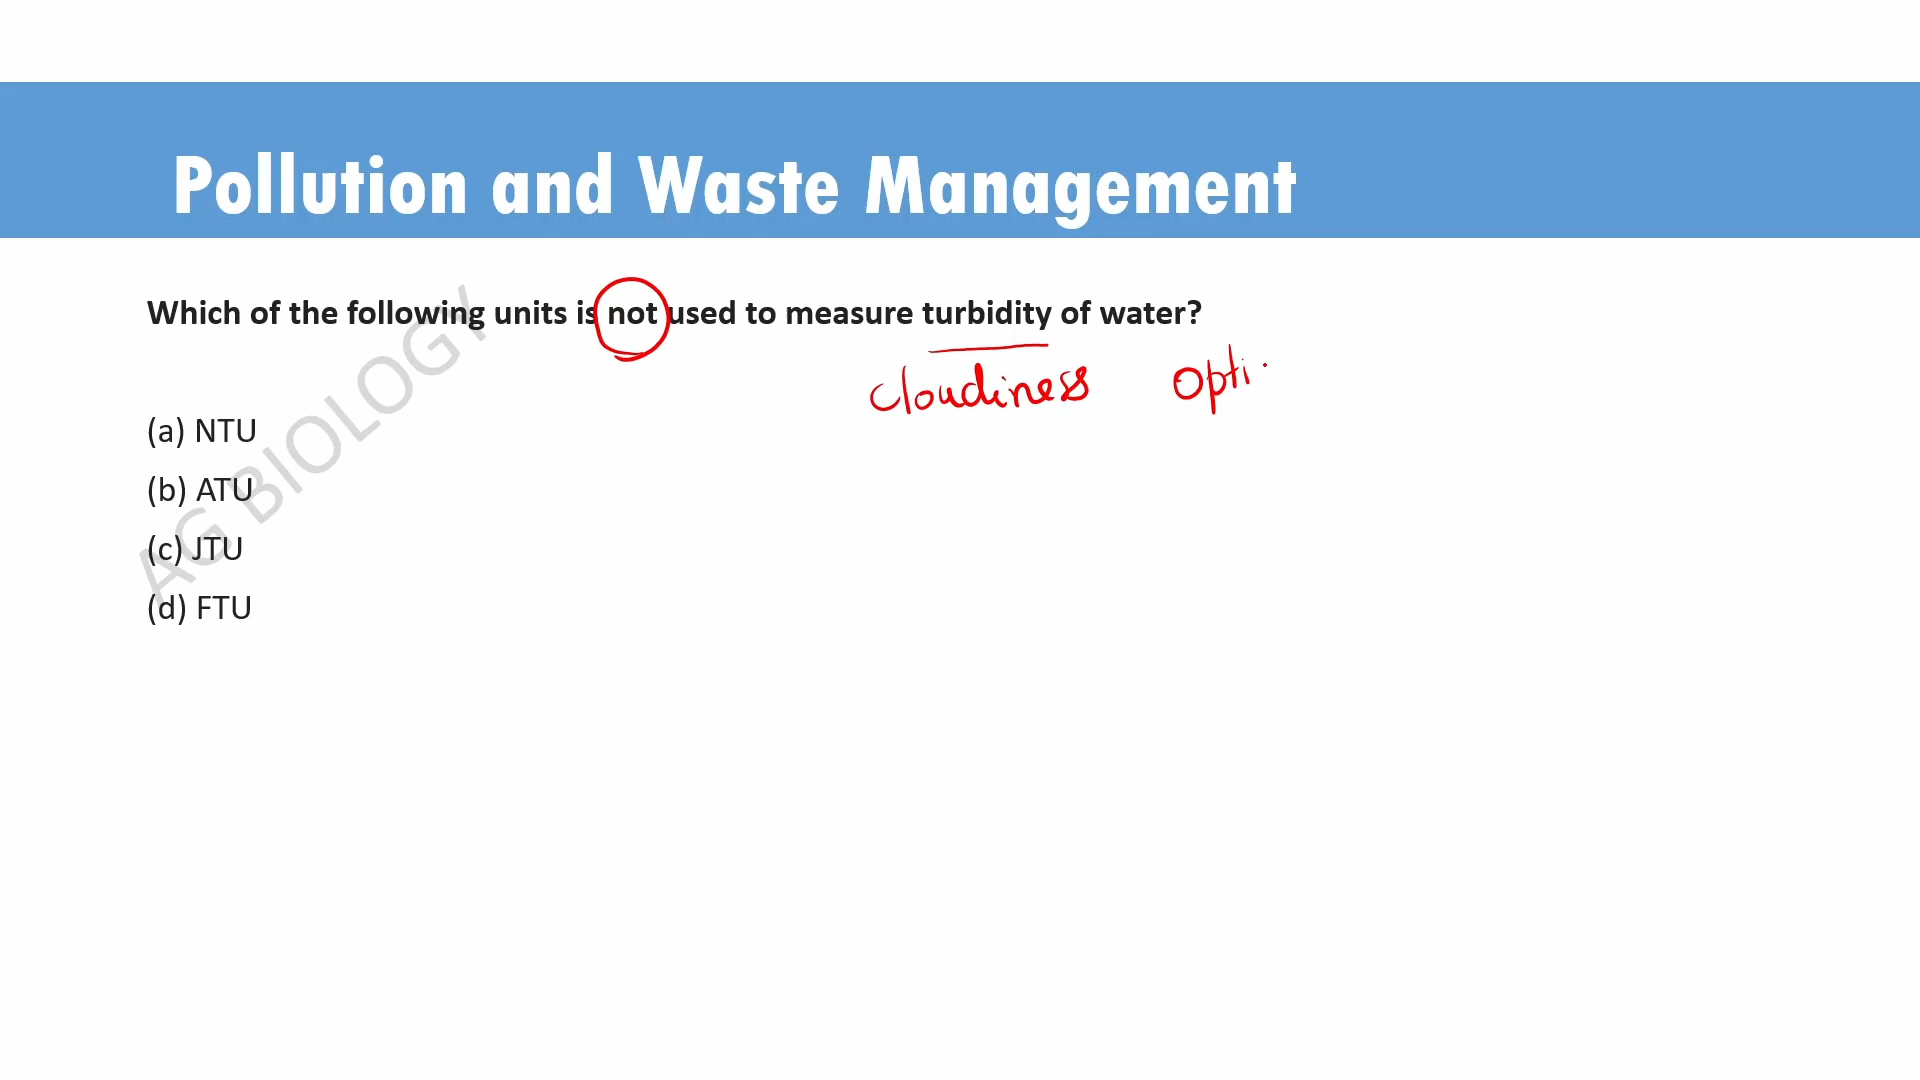 Pollution and Waste Management
Which of the following units is not used to measure turbidity of water?
cloudiness Opti
(a) NTU
(b) ATU
(c) JTU
(d) FTU
AG BIOLOGY